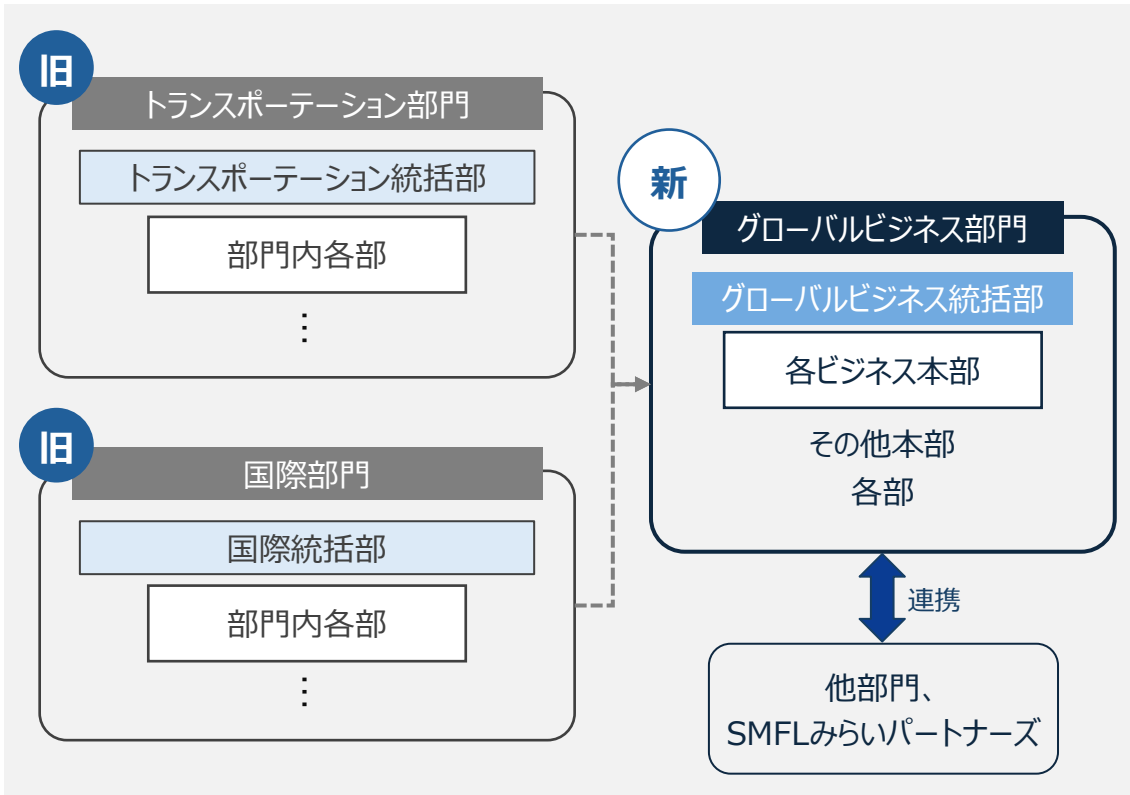 旧
トランスポーテーション部門
トランスポーテーション統括部
部門内各部
⋮
旧
国際部門
国際統括部
部門内各部
⋮
新
グローバルビジネス部門
グローバルビジネス統括部
各ビジネス本部
その他本部
各部
連携
他部門、
SMFLみらいパートナーズ